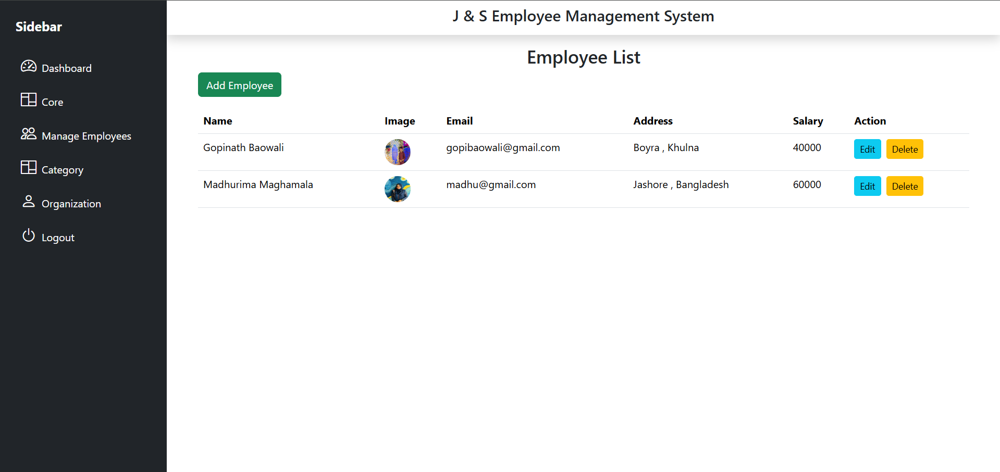 Sidebar
Dashboard
Core
Manage Employees
Category
Organization
Logout
J & S Employee Management System
Employee List
Add Employee
Name Image Email Address Salary Action
Gopinath Baowali gopibaowali@gmail.com Boyra , Khulna 40000 Edit Delete
Madhurima Maghamala madhu@gmail.com Jashore , Bangladesh 60000 Edit Delete